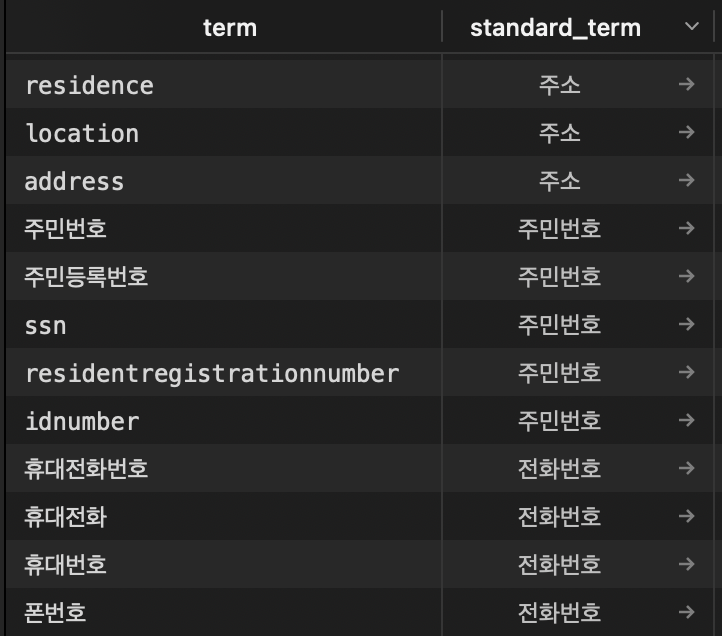 term standard_term
residence 주소
location 주소
address 주소
주민번호 주민번호
주민등록번호 주민번호
ssn 주민번호
residentregistrationnumber 주민번호
idnumber 주민번호
휴대전화번호 전화번호
휴대전화 전화번호
휴대번호 전화번호
폰번호 전화번호